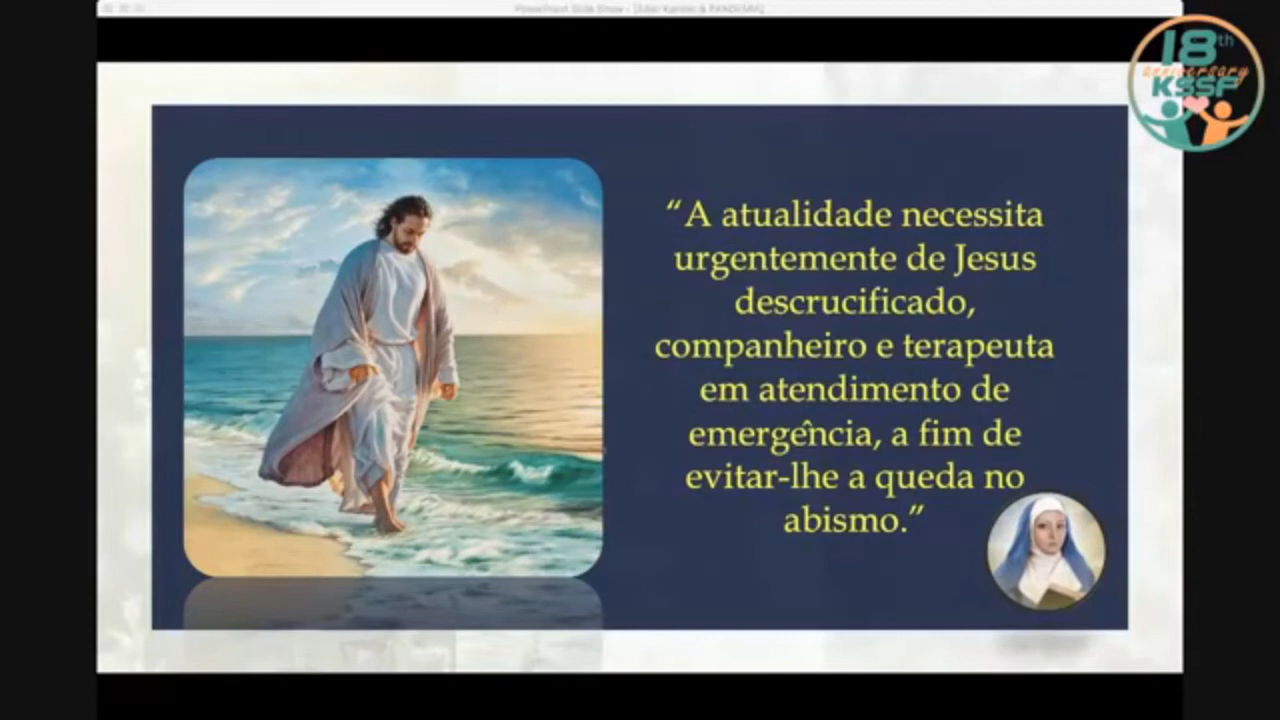 18th
anniversary
KSSF
“A atualidade necessita
urgentemente de Jesus
descrucificado,
companheiro e terapeuta
em atendimento de
emergência, a fim de
evitar-lhe a queda no
abismo.”